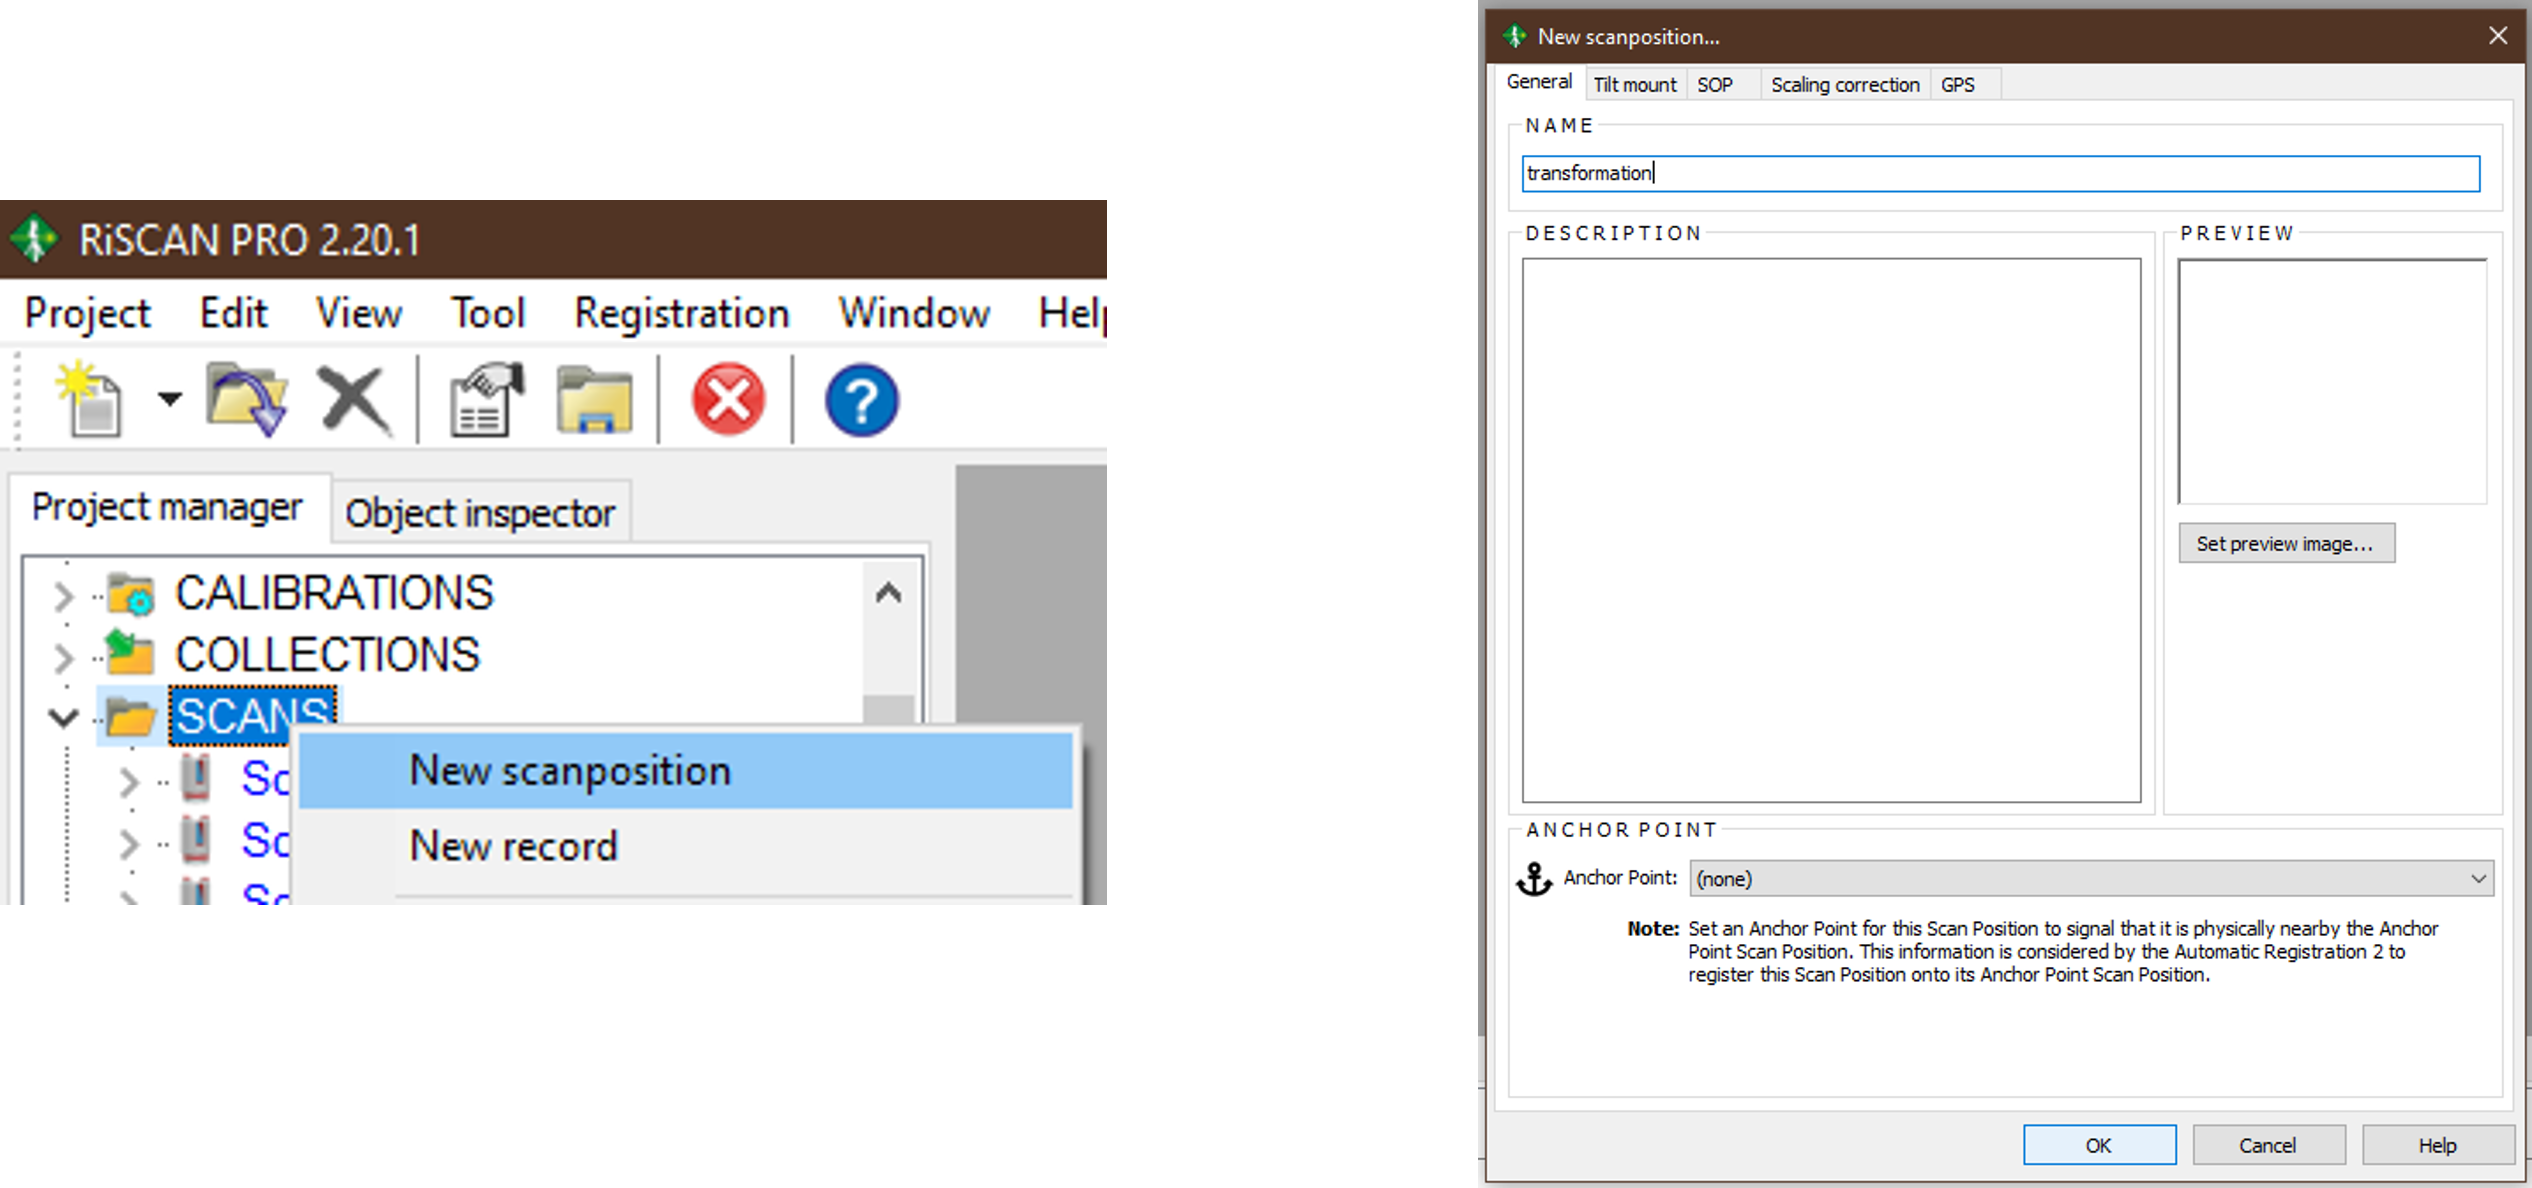 RiSCAN PRO 2.20.1
Project Edit View Tool Registration Window Help
Project manager Object inspector
CALIBRATIONS
COLLECTIONS
SCANS
New scanposition
New record
New scanposition...
General Tilt mount SOP Scaling correction GPS
NAME
transformation
DESCRIPTION
PREVIEW
Set preview image...
ANCHOR POINT
Anchor Point: (none)
Note: Set an Anchor Point for this Scan Position to signal that it is physically nearby the Anchor
Point Scan Position. This information is considered by the Automatic Registration 2 to
register this Scan Position onto its Anchor Point Scan Position.
OK Cancel Help